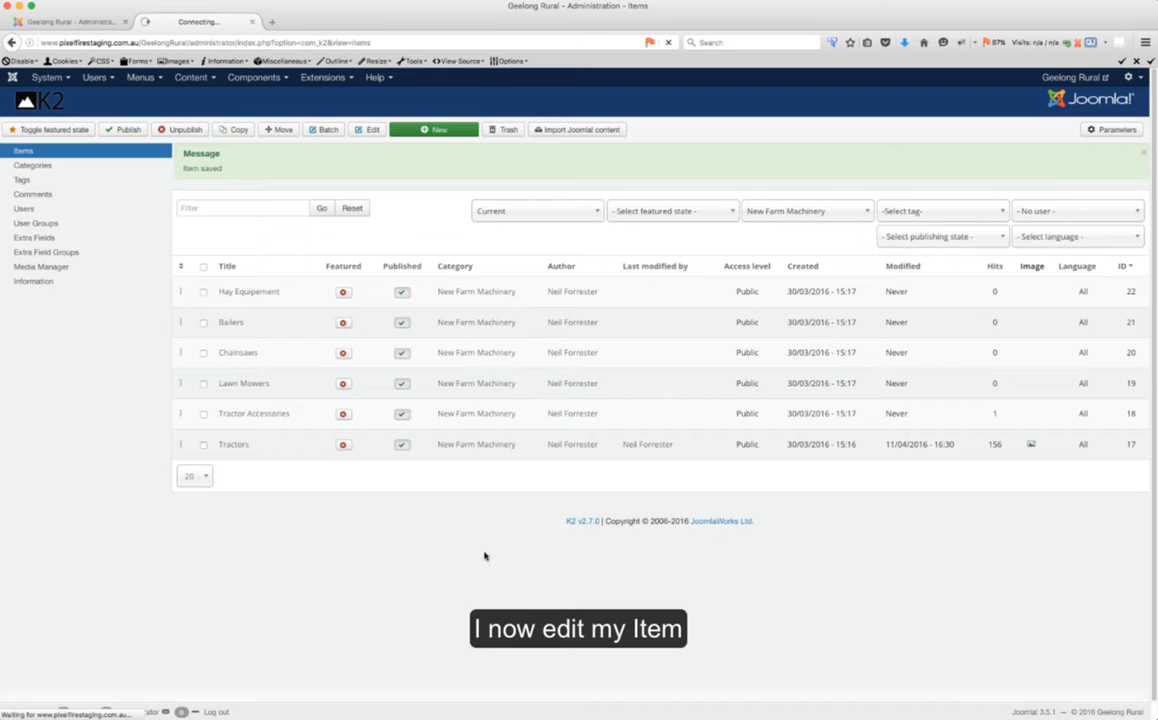 Geelong Rural - Administration - Items
Geelong Rural - Administra...
Connecting...
www.pixelfirestaging.com.au/GeelongRural/administrator/index.php?option=com_k2&view=items
Search
87%
Visits: n/a / n/a
Disable
Cookies
CSS
Forms
Images
Information
Miscellaneous
Outline
Resize
Tools
View Source
Options
System
Users
Menus
Content
Components
Extensions
Help
Geelong Rural
K2
Joomla!
Toggle featured state
Publish
Unpublish
Copy
Move
Batch
Edit
New
Trash
Import Joomla! content
Parameters
Items
Categories
Tags
Comments
Users
User Groups
Extra Fields
Extra Field Groups
Media Manager
Information
Message
Item saved
Filter
Go
Reset
Current
- Select featured state -
New Farm Machinery
-Select tag-
- No user -
- Select publishing state -
- Select language -
Title Featured Published Category Author Last modified by Access level Created Modified Hits Image Language ID
Hay Equipement New Farm Machinery Neil Forrester Public 30/03/2016 - 15:17 Never 0 All 22
Bailers New Farm Machinery Neil Forrester Public 30/03/2016 - 15:17 Never 0 All 21
Chainsaws New Farm Machinery Neil Forrester Public 30/03/2016 - 15:17 Never 0 All 20
Lawn Mowers New Farm Machinery Neil Forrester Public 30/03/2016 - 15:17 Never 0 All 19
Tractor Accessories New Farm Machinery Neil Forrester Public 30/03/2016 - 15:17 Never 1 All 18
Tractors New Farm Machinery Neil Forrester Neil Forrester Public 30/03/2016 - 15:16 11/04/2016 - 16:30 156 All 17
20
K2 v2.7.0 | Copyright © 2006-2016 JoomlaWorks Ltd.
I now edit my Item
Waiting for www.pixelfirestaging.com.au...
Log out
Joomla! 3.5.1 — © 2016 Geelong Rural